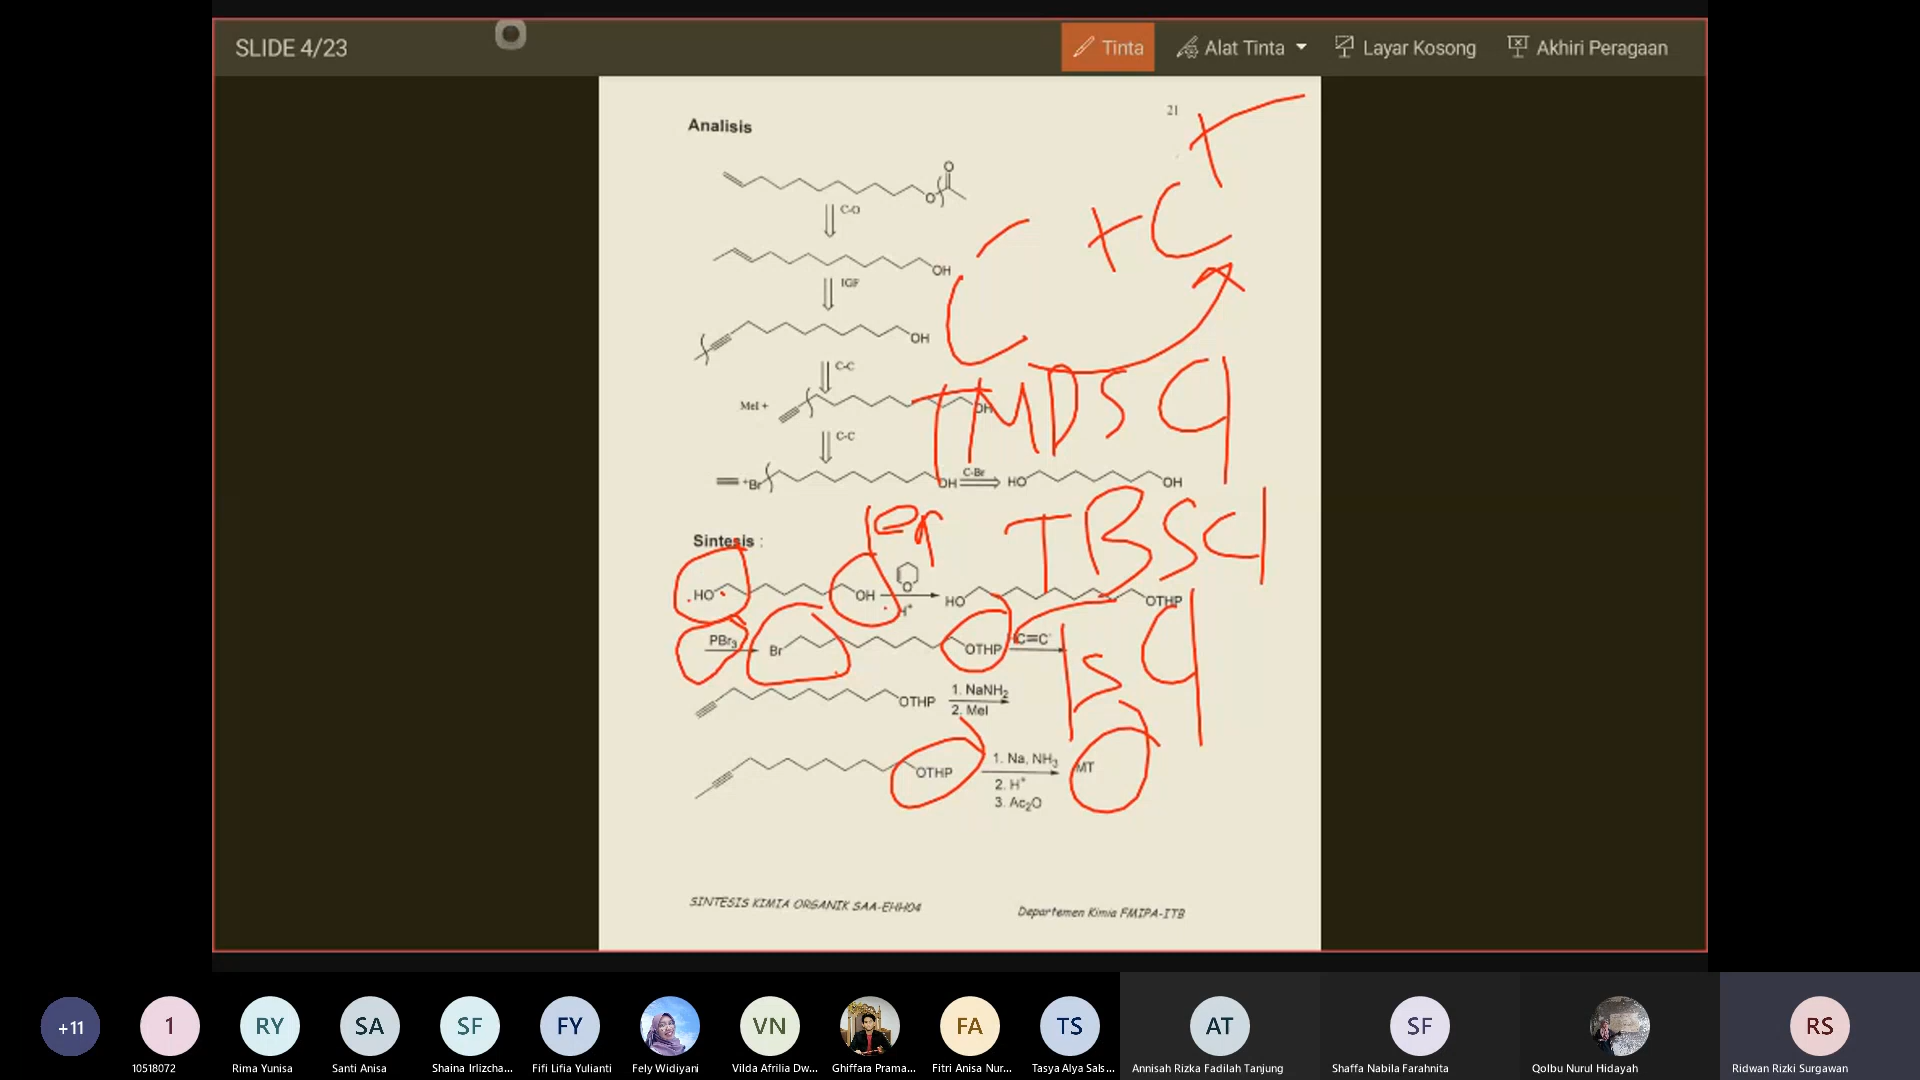 SLIDE 4/23
Tinta
Alat Tinta
Layar Kosong
Akhiri Peragaan
21
Analisis
O
O
C-O
OH
IGF
OH
C-C
MeI +
OH
C-C
+Br
OH
C-Br
HO
OH
C + C
TMDSCl
1 eq
TBSCl
TsCl
Sintesis :
HO
OH
O
H+
HO
OTHP
PBr3
Br
OTHP
HC≡C-
OTHP
1. NaNH2
2. MeI
OTHP
1. Na, NH3
2. H+
3. Ac2O
MT
SINTESIS KIMIA ORGANIK SAA-EHH04
Departemen Kimia FMIPA-ITB
+11
1
RY
SA
SF
FY
VN
FA
TS
AT
SF
RS
10518072
Rima Yunisa
Santi Anisa
Shaina Irlizcha...
Fifi Lifia Yulianti
Fely Widiyani
Vilda Afrilia Dw...
Ghiffara Prama...
Fitri Anisa Nur...
Tasya Alya Sals...
Annisah Rizka Fadilah Tanjung
Shaffa Nabila Farahnita
Qolbu Nurul Hidayah
Ridwan Rizki Surgawan